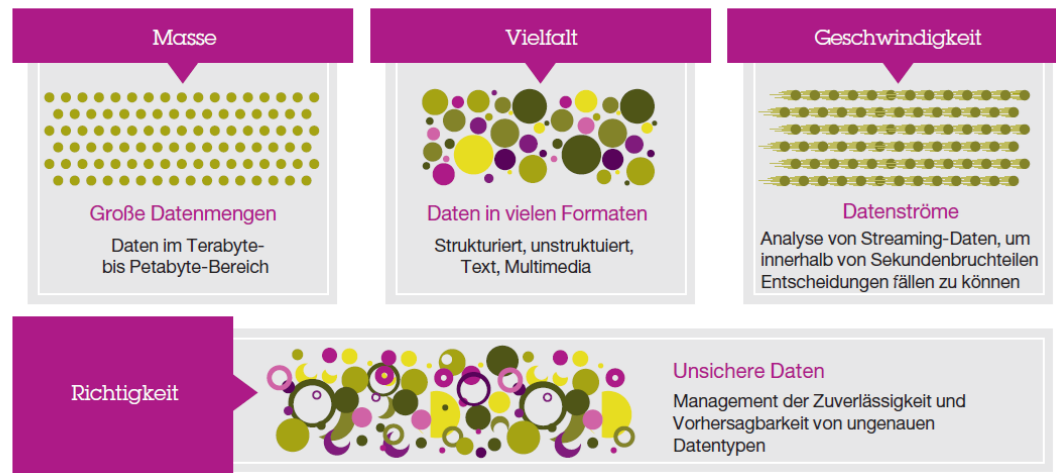 Masse
Große Datenmengen
Daten im Terabyte-
bis Petabyte-Bereich
Vielfalt
Daten in vielen Formaten
Strukturiert, unstruktuiert,
Text, Multimedia
Geschwindigkeit
Datenströme
Analyse von Streaming-Daten, um
innerhalb von Sekundenbruchteilen
Entscheidungen fällen zu können
Richtigkeit
Unsichere Daten
Management der Zuverlässigkeit und
Vorhersagbarkeit von ungenauen
Datentypen